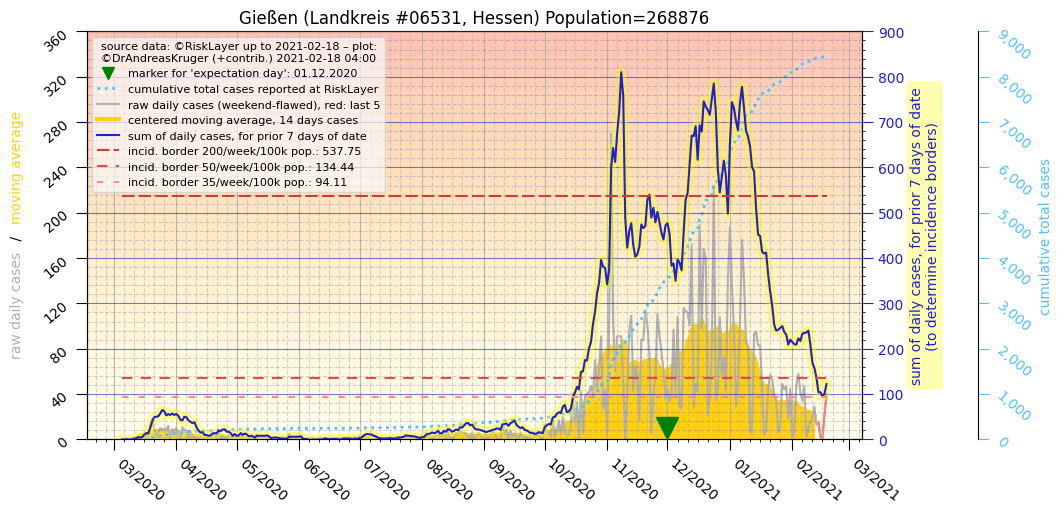 Gießen (Landkreis #06531, Hessen) Population=268876
source data: ©RiskLayer up to 2021-02-18 – plot:
©DrAndreasKruger (+contrib.) 2021-02-18 04:00
marker for 'expectation day': 01.12.2020
cumulative total cases reported at RiskLayer
raw daily cases (weekend-flawed), red: last 5
centered moving average, 14 days cases
sum of daily cases, for prior 7 days of date
incid. border 200/week/100k pop.: 537.75
incid. border 50/week/100k pop.: 134.44
incid. border 35/week/100k pop.: 94.11
raw daily cases / moving average
360
320
280
240
200
160
120
80
40
0
900
800
700
600
500
400
300
200
100
0
sum of daily cases, for prior 7 days of date
(to determine incidence borders)
9,000
8,000
7,000
6,000
5,000
4,000
3,000
2,000
1,000
0
cumulative total cases
03/2020
04/2020
05/2020
06/2020
07/2020
08/2020
09/2020
10/2020
11/2020
12/2020
01/2021
02/2021
03/2021